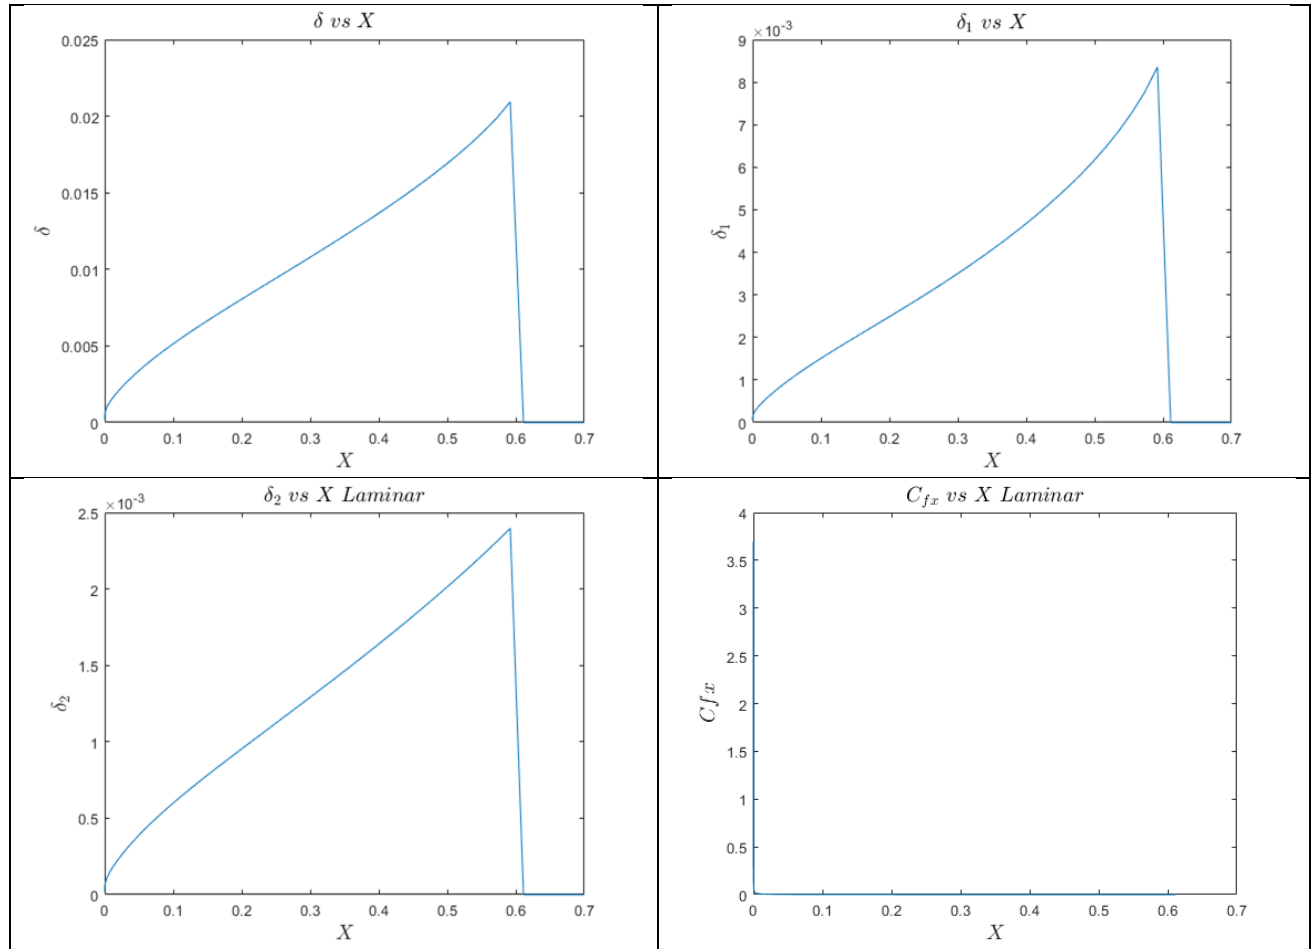 δ vs X
0.025
0.02
0.015
0.01
0.005
0
δ
0 0.1 0.2 0.3 0.4 0.5 0.6 0.7
X
δ₁ vs X
×10⁻³
9
8
7
6
5
4
3
2
1
0
δ₁
0 0.1 0.2 0.3 0.4 0.5 0.6 0.7
X
δ₂ vs X Laminar
×10⁻³
2.5
2
1.5
1
0.5
0
δ₂
0 0.1 0.2 0.3 0.4 0.5 0.6 0.7
X
C_fx vs X Laminar
4
3.5
3
2.5
2
1.5
1
0.5
0
Cfx
0 0.1 0.2 0.3 0.4 0.5 0.6 0.7
X